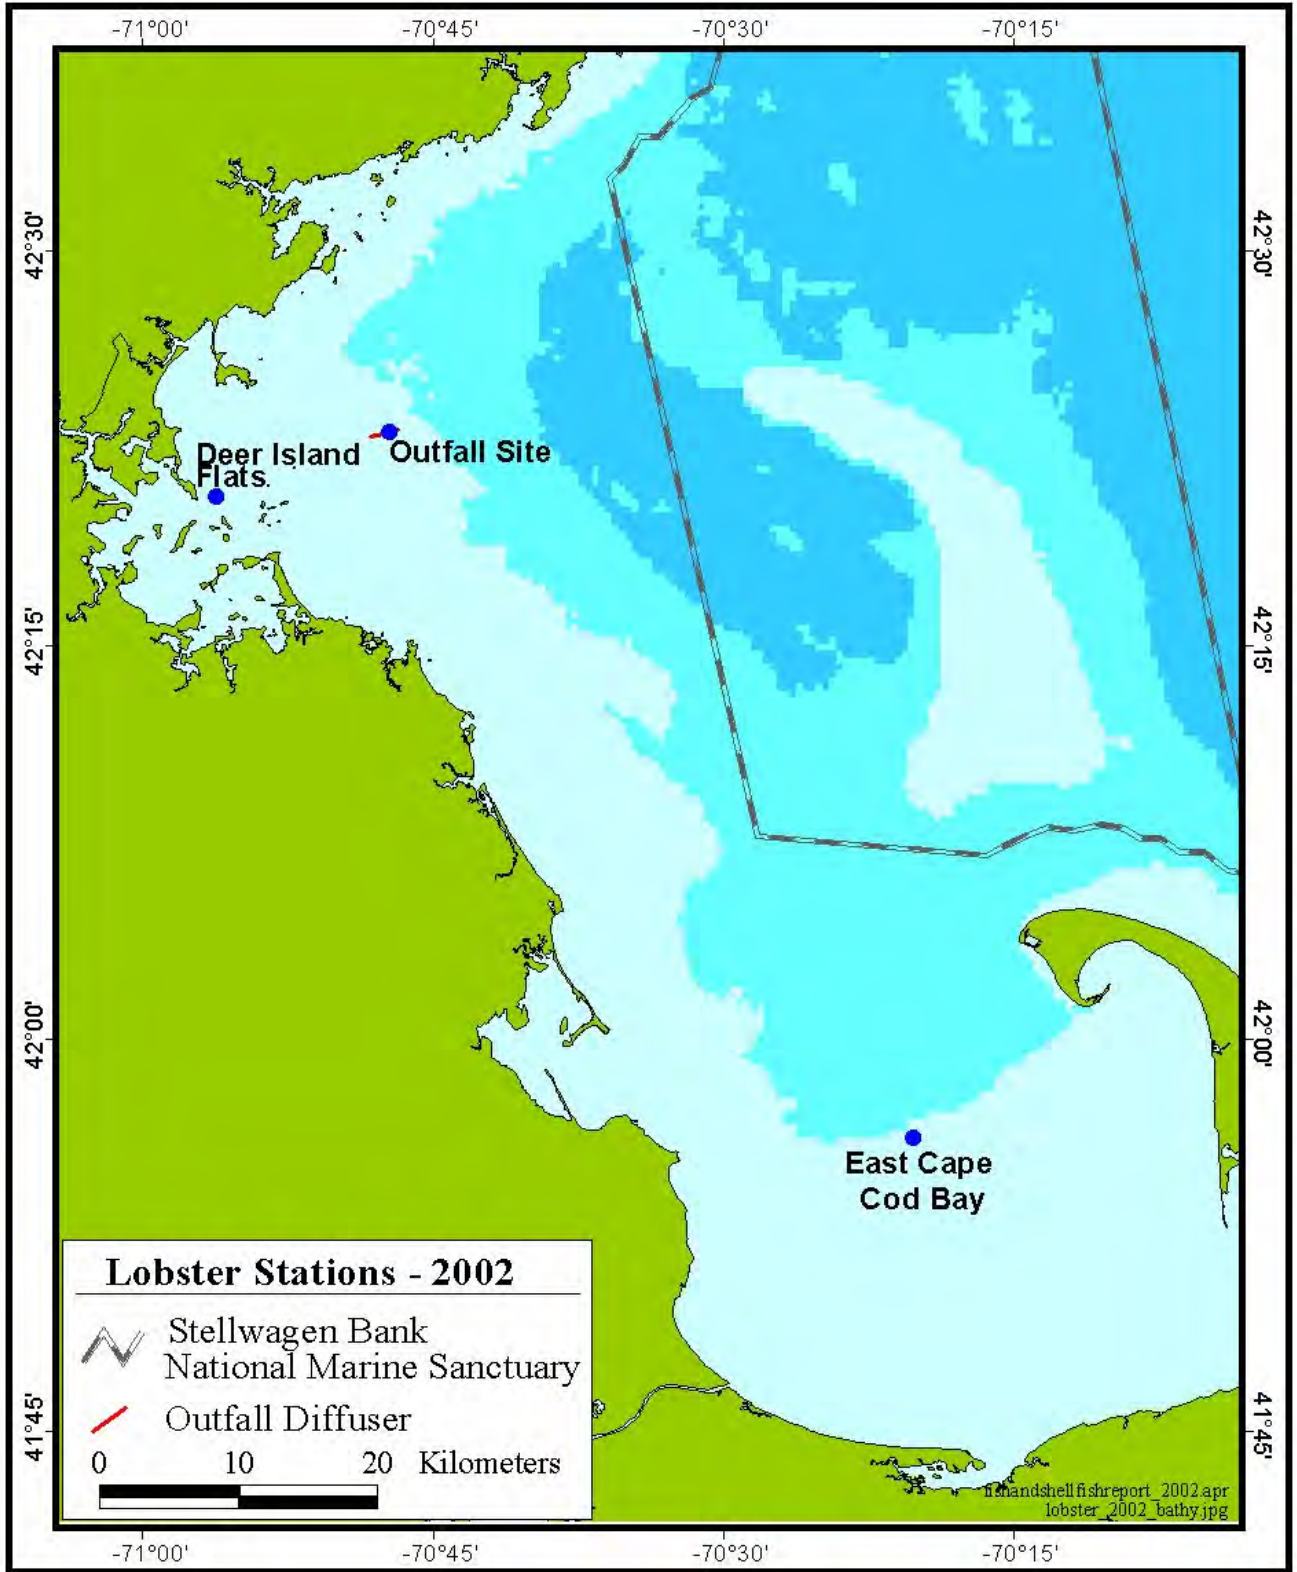 -71°00'
-70°45'
-70°30'
-70°15'
42°30'
42°30'
Deer Island
Flats.
Outfall Site
42°15'
42°15'
42°00'
42°00'
East Cape
Cod Bay
Lobster Stations - 2002
Stellwagen Bank
National Marine Sanctuary
Outfall Diffuser
0 10 20 Kilometers
41°45'
41°45'
fishandshellfishreport_2002.apr
lobster_2002_bathy.jpg
-71°00'
-70°45'
-70°30'
-70°15'